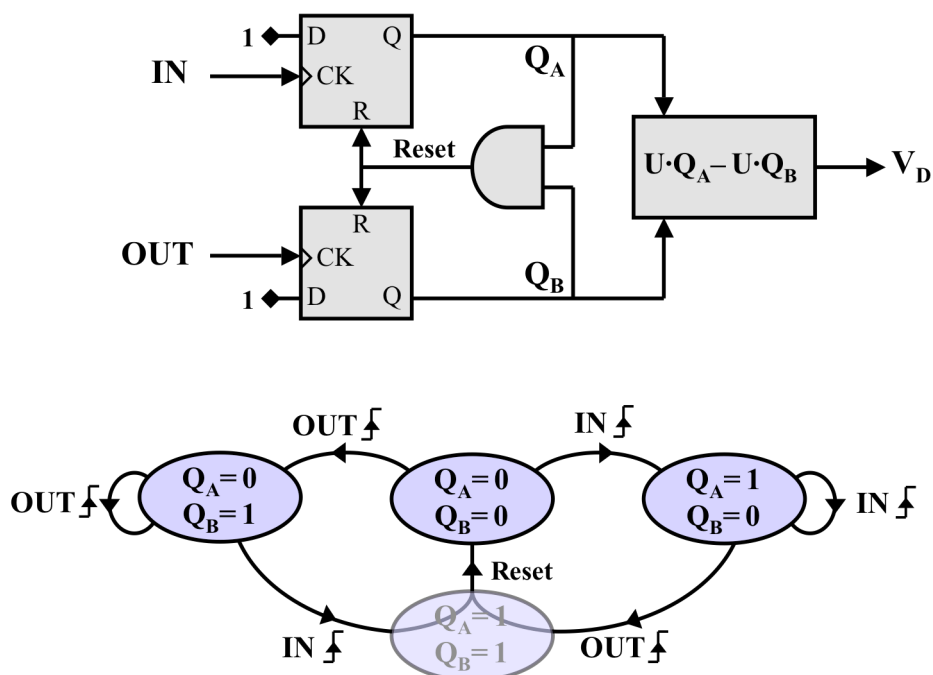 1 D Q
IN CK
R
Q_A
Reset
U·Q_A – U·Q_B
V_D
R
OUT CK
Q_B
1 D Q
OUT
IN
Q_A = 0
Q_B = 1
Q_A = 0
Q_B = 0
Q_A = 1
Q_B = 0
OUT
IN
Reset
Q_A = 1
Q_B = 1
IN
OUT